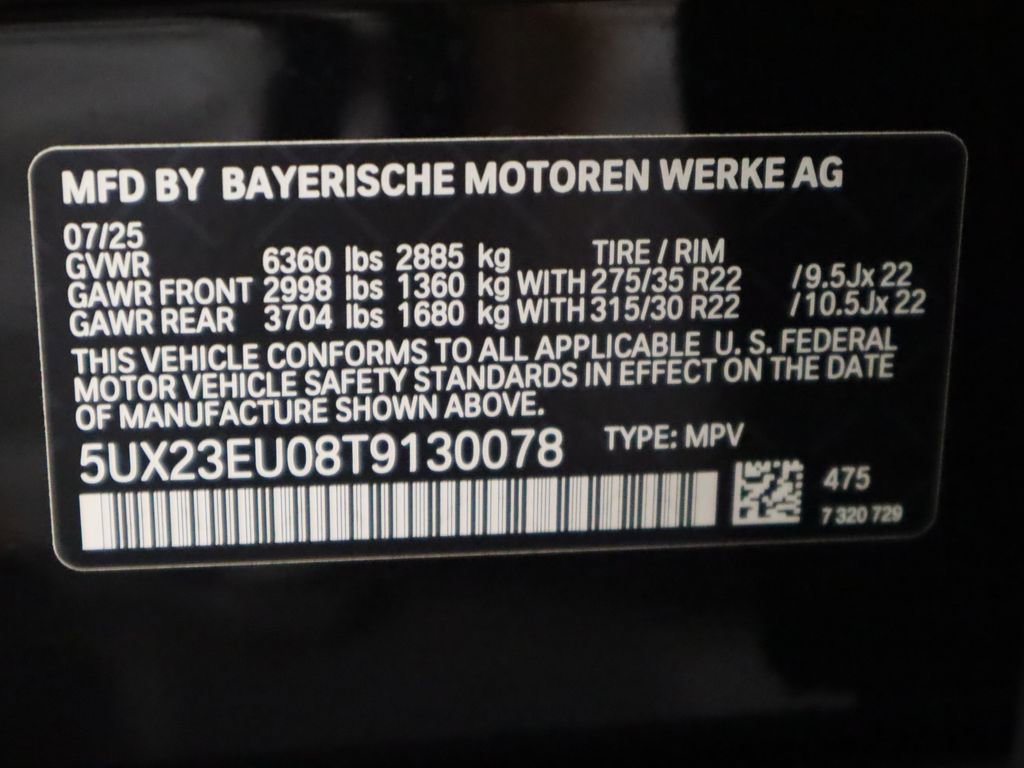 MFD BY BAYERISCHE MOTOREN WERKE AG
07/25
GVWR 6360 lbs 2885 kg TIRE / RIM
GAWR FRONT 2998 lbs 1360 kg WITH 275/35 R22 /9.5Jx 22
GAWR REAR 3704 lbs 1680 kg WITH 315/30 R22 /10.5Jx 22
THIS VEHICLE CONFORMS TO ALL APPLICABLE U. S. FEDERAL
MOTOR VEHICLE SAFETY STANDARDS IN EFFECT ON THE DATE
OF MANUFACTURE SHOWN ABOVE.
5UX23EU08T9130078 TYPE: MPV
475
7 320 729